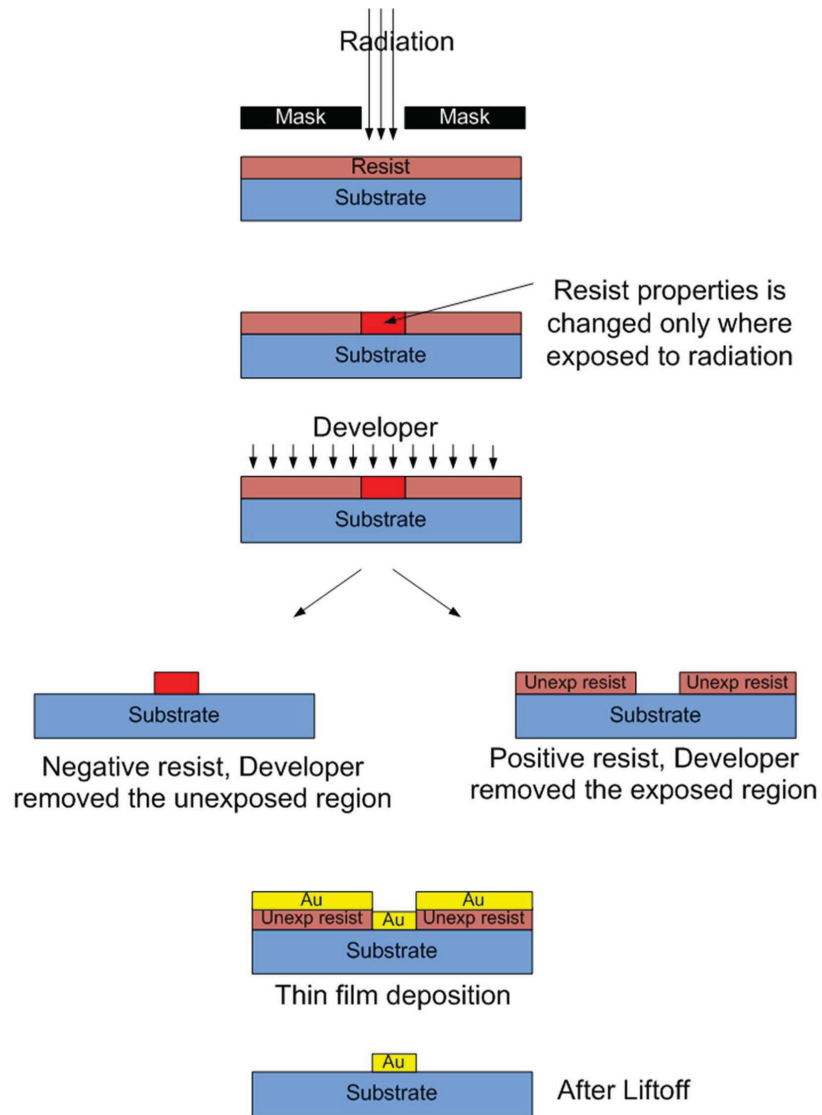 Radiation
Mask
Mask
Resist
Substrate
Resist properties is
changed only where
exposed to radiation
Substrate
Developer
Substrate
Substrate
Negative resist, Developer
removed the unexposed region
Unexp resist
Unexp resist
Substrate
Positive resist, Developer
removed the exposed region
Au
Au
Unexp resist
Au
Unexp resist
Substrate
Thin film deposition
Au
Substrate
After Liftoff